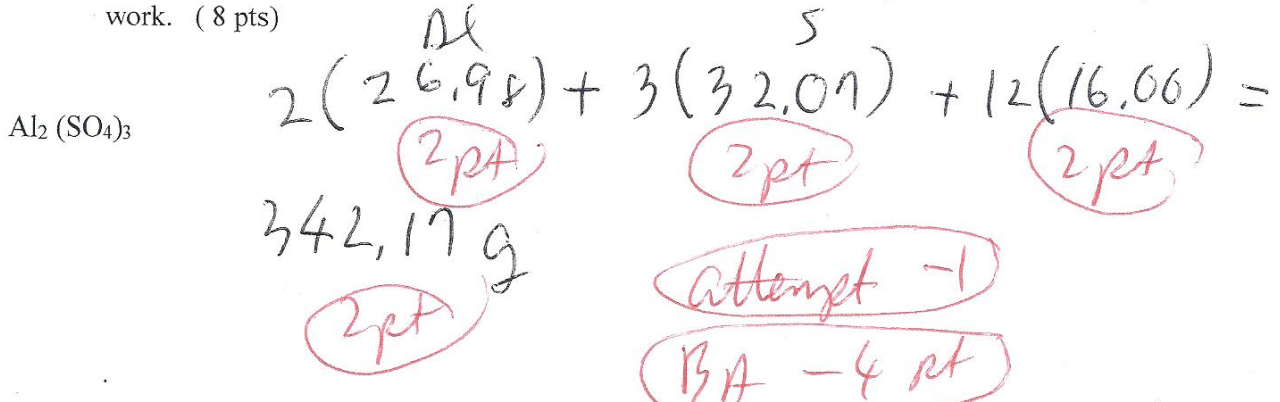 work. ( 8 pts)
Al S
2(26.98) + 3(32.07) + 12(16.00) =
Al₂ (SO₄)₃
2pt 2pt 2pt
342.17 g
attempt -1
2pt
BA -4 pt